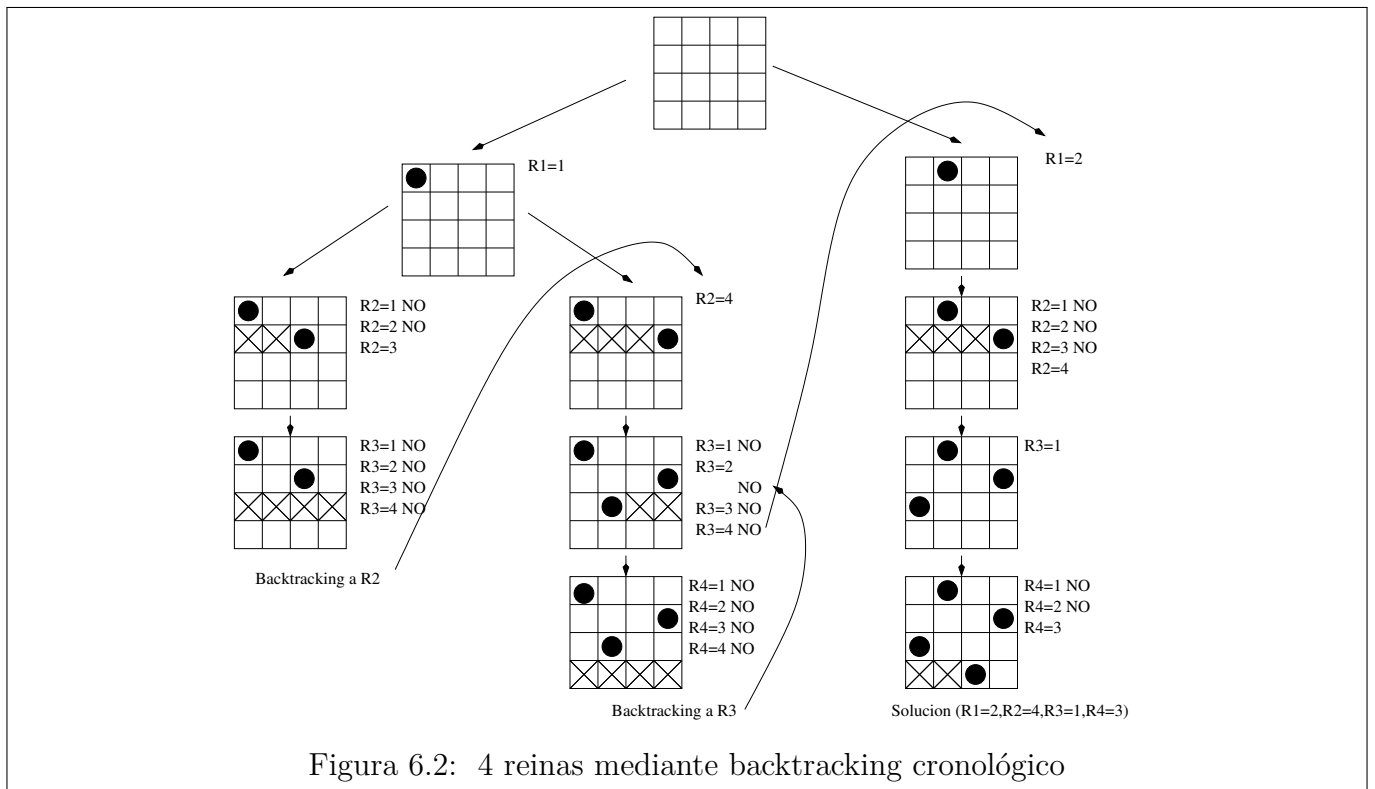 R1=1
R1=2
R2=1 NO
R2=2 NO
R2=3
R2=4
R2=1 NO
R2=2 NO
R2=3 NO
R2=4
R3=1 NO
R3=2 NO
R3=3 NO
R3=4 NO
R3=1 NO
R3=2
NO
R3=3 NO
R3=4 NO
R3=1
Backtracking a R2
R4=1 NO
R4=2 NO
R4=3 NO
R4=4 NO
R4=1 NO
R4=2 NO
R4=3
Backtracking a R3
Solucion (R1=2,R2=4,R3=1,R4=3)
Figura 6.2: 4 reinas mediante backtracking cronológico